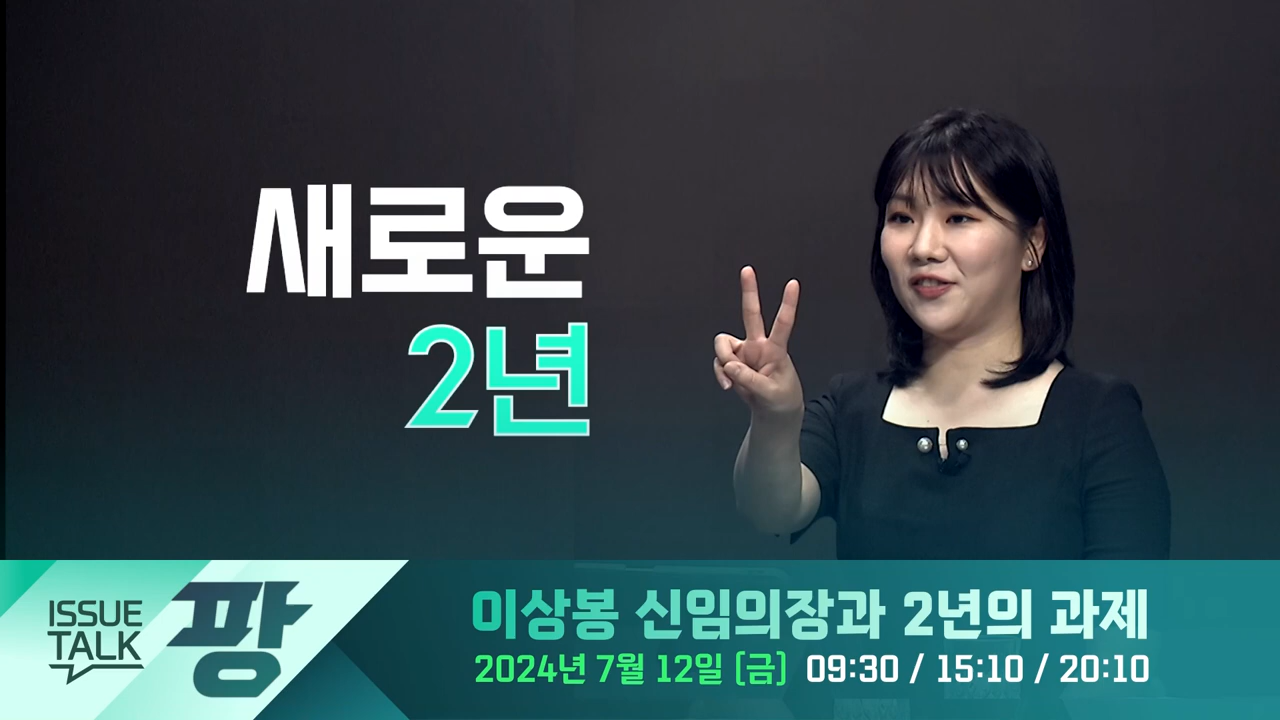 새로운
2년
ISSUE
TALK
팡
이상봉 신임의장과 2년의 과제
2024년 7월 12일 [금] 09:30 / 15:10 / 20:10